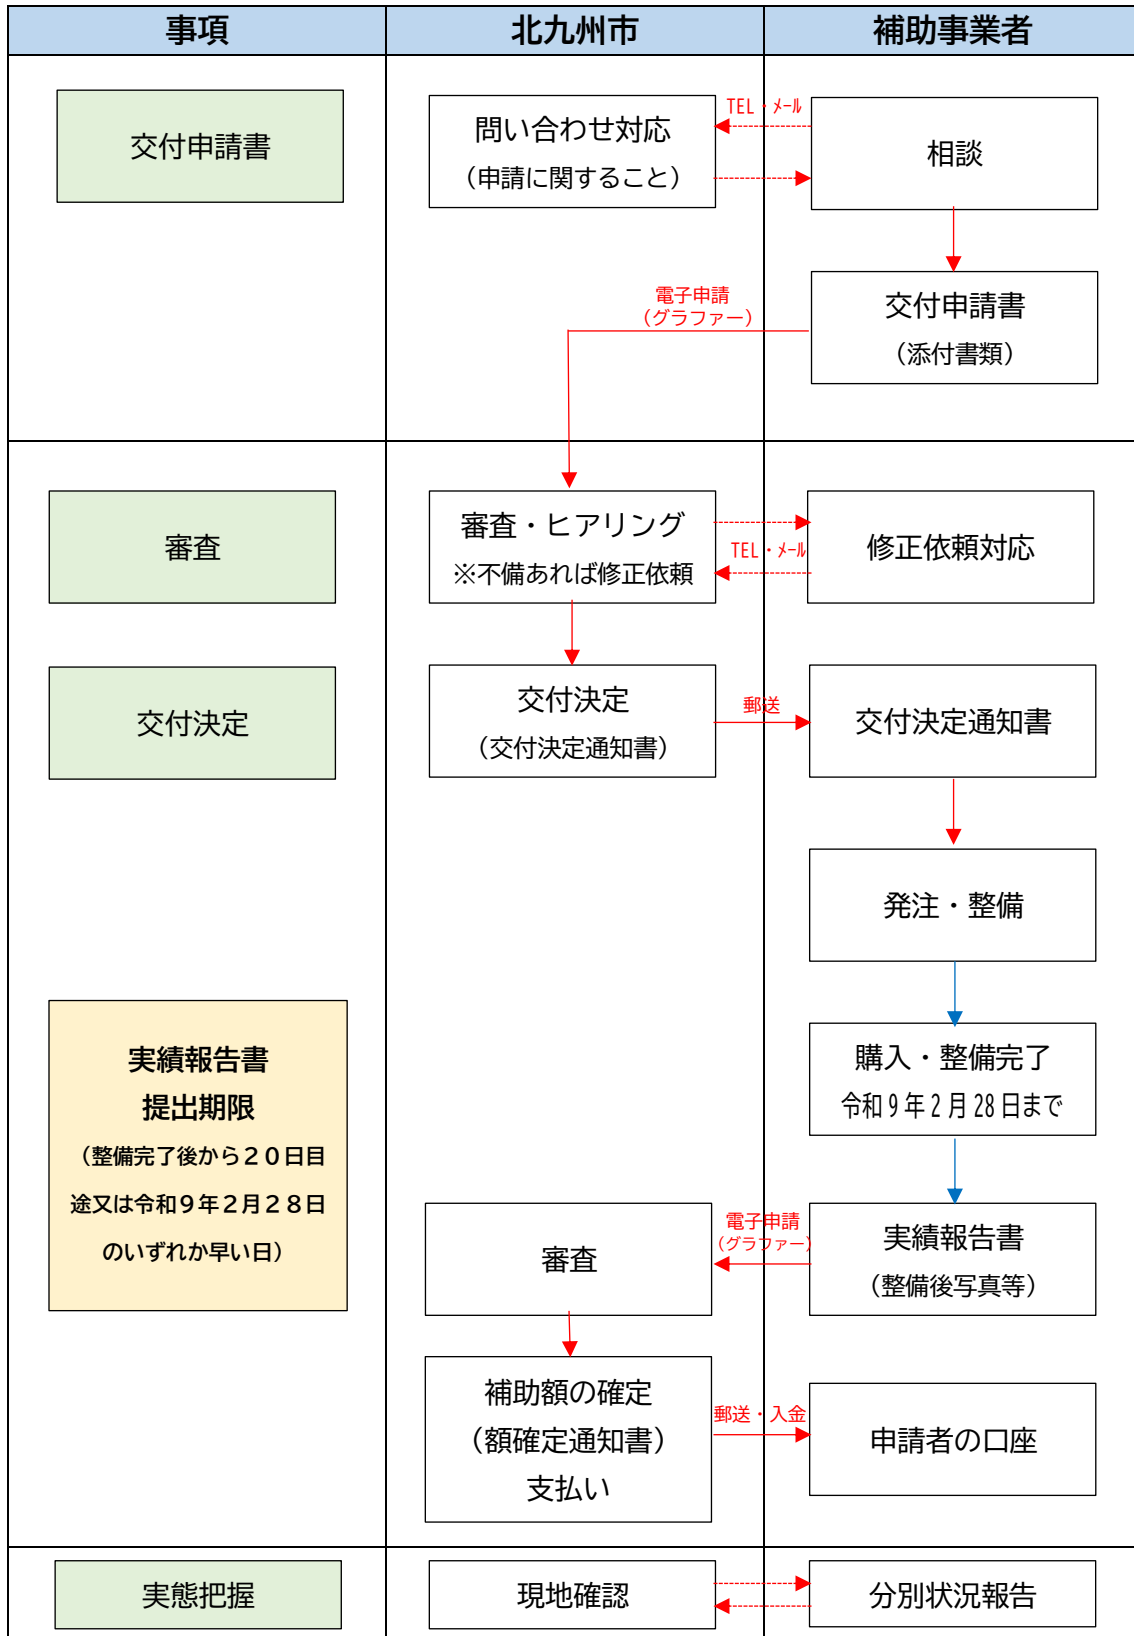 事項
北九州市
補助事業者
交付申請書
問い合わせ対応
（申請に関すること）
TEL・メール
相談
電子申請
（グラファー）
交付申請書
（添付書類）
審査
審査・ヒアリング
※不備あれば修正依頼
TEL・メール
修正依頼対応
交付決定
交付決定
（交付決定通知書）
郵送
交付決定通知書
発注・整備
実績報告書
提出期限
（整備完了後から２０日目
途又は令和９年２月２８日
のいずれか早い日）
購入・整備完了
令和９年２月28日まで
審査
電子申請
（グラファー）
実績報告書
（整備後写真等）
補助額の確定
（額確定通知書）
支払い
郵送・入金
申請者の口座
実態把握
現地確認
分別状況報告